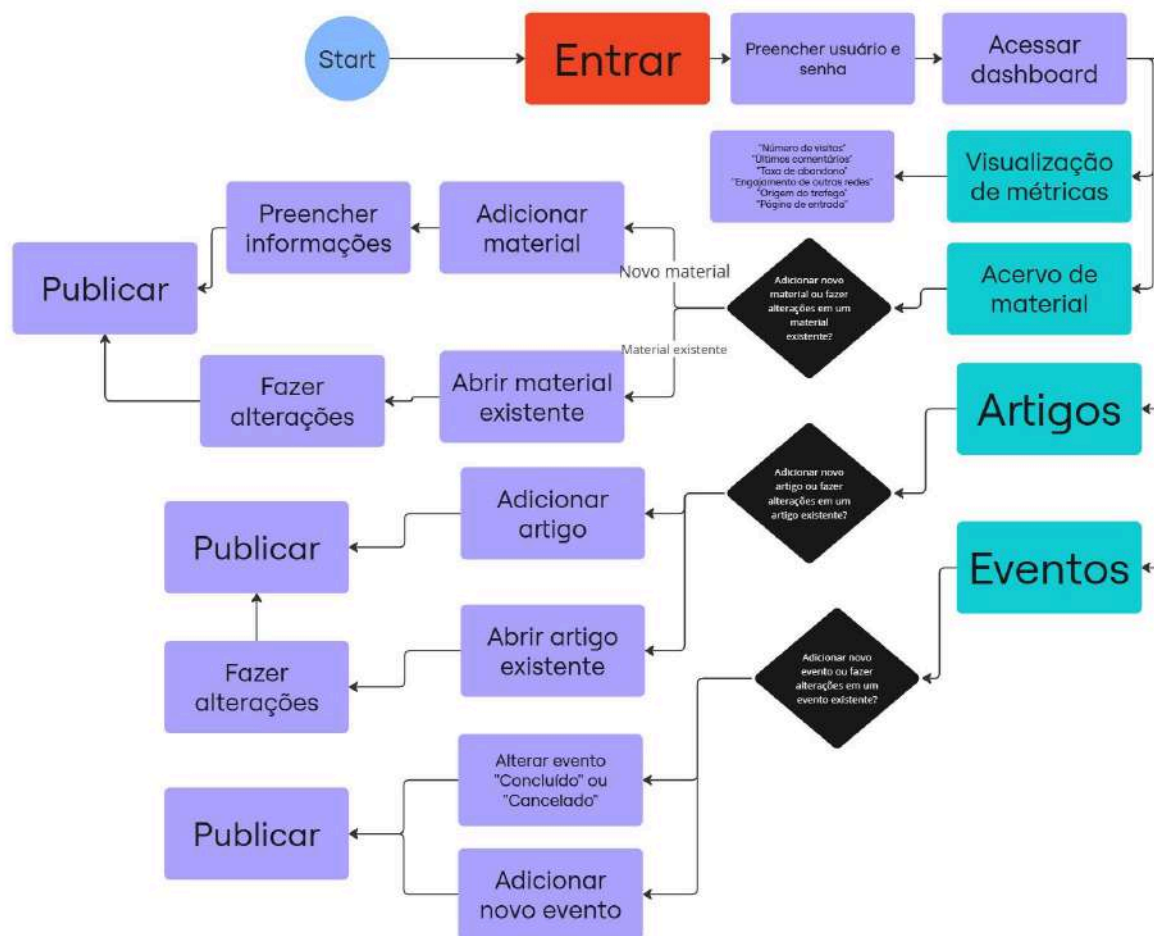 Start
Entrar
Preencher usuário e
senha
Acessar
dashboard
"Número de visitas"
"Últimos comentários"
"Taxa de abandono"
"Engajamento de outras redes"
"Origem do trafego"
"Página de entrada"
Visualização
de métricas
Preencher
informações
Adicionar
material
Novo material
Publicar
Adicionar novo
material ou fazer
alterações em um
material
existente?
Acervo de
material
Material existente
Fazer
alterações
Abrir material
existente
Artigos
Adicionar novo
artigo ou fazer
alterações em um
artigo existente?
Adicionar
artigo
Publicar
Eventos
Abrir artigo
existente
Fazer
alterações
Adicionar novo
evento ou fazer
alterações em um
evento existente?
Alterar evento
"Concluído" ou
"Cancelado"
Publicar
Adicionar
novo evento